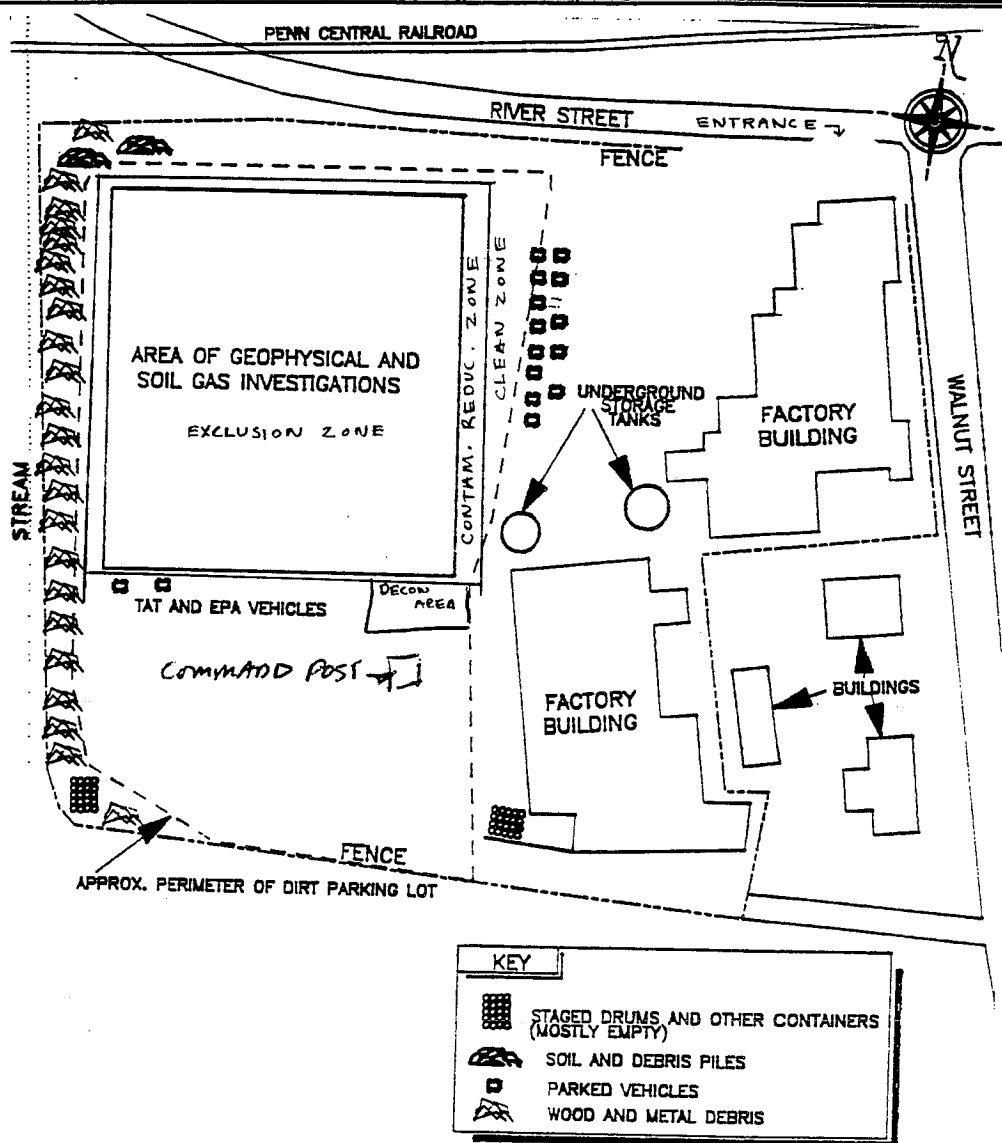 PENN CENTRAL RAILROAD
N
RIVER STREET
ENTRANCE
FENCE
CONTAM. REDUC. ZONE
CLEAN ZONE
AREA OF GEOPHYSICAL AND
SOIL GAS INVESTIGATIONS
EXCLUSION ZONE
UNDERGROUND
STORAGE
TANKS
FACTORY
BUILDING
WALNUT STREET
STREAM
TAT AND EPA VEHICLES
DECON
AREA
COMMADD POST
FACTORY
BUILDING
BUILDINGS
FENCE
APPROX. PERIMETER OF DIRT PARKING LOT
KEY
STAGED DRUMS AND OTHER CONTAINERS
(MOSTLY EMPTY)
SOIL AND DEBRIS PILES
PARKED VEHICLES
WOOD AND METAL DEBRIS